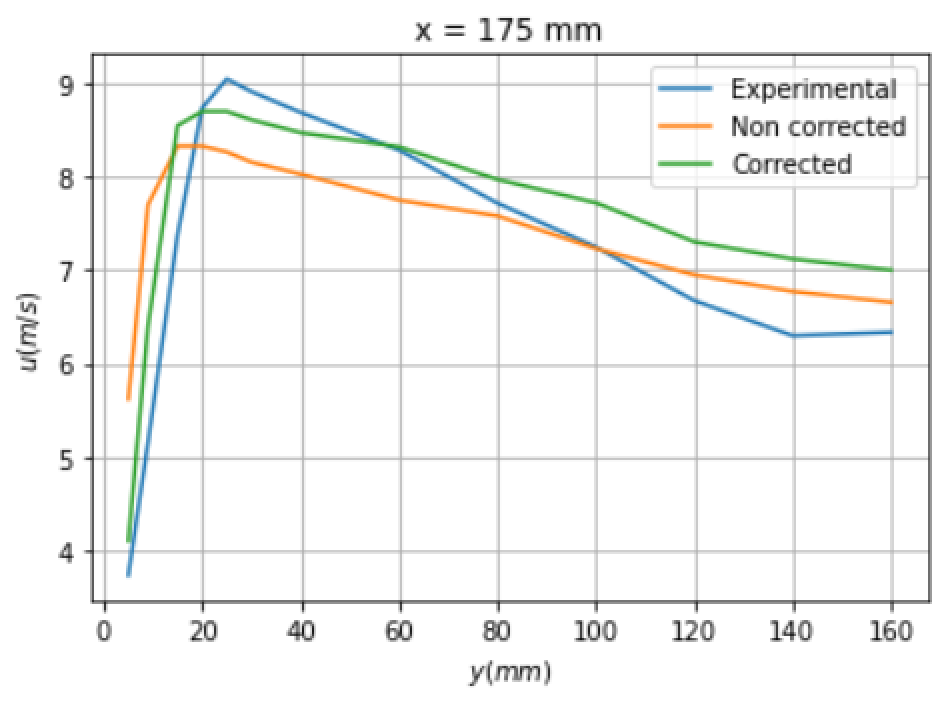 x = 175 mm
9
8
7
6
5
4
u(m/s)
Experimental
Non corrected
Corrected
0 20 40 60 80 100 120 140 160
y(mm)